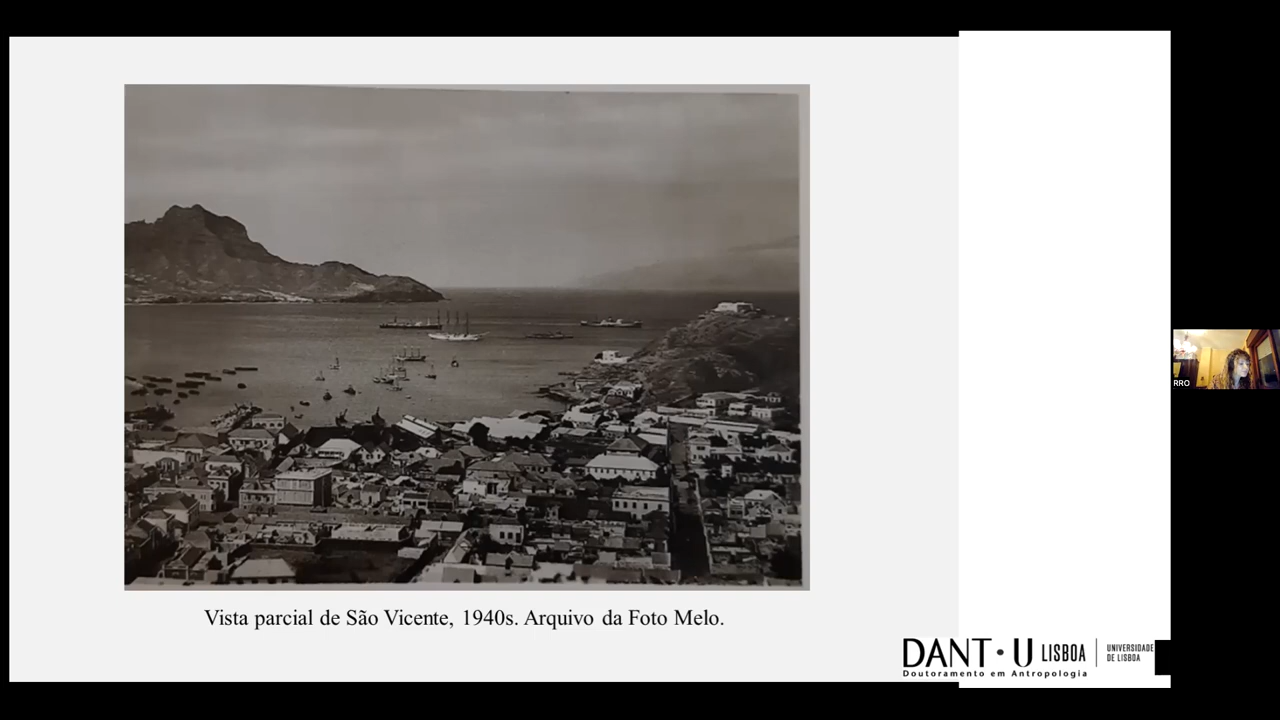 Vista parcial de São Vicente, 1940s. Arquivo da Foto Melo.
DANT • U LISBOA | UNIVERSIDADE
DE LISBOA
Doutoramento em Antropologia
RRO